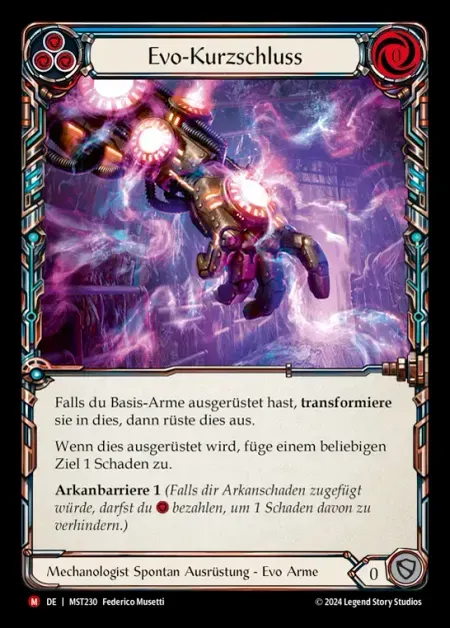 Evo-Kurzschluss
0
Falls du Basis-Arme ausgerüstet hast, transformiere
sie in dies, dann rüste dies aus.
Wenn dies ausgerüstet wird, füge einem beliebigen
Ziel 1 Schaden zu.
Arkanbarriere 1 (Falls dir Arkanschaden zugefügt
würde, darfst du bezahlen, um 1 Schaden davon zu
verhindern.)
Mechanologist Spontan Ausrüstung - Evo Arme
0
M DE | MST230 Federico Musetti
© 2024 Legend Story Studios